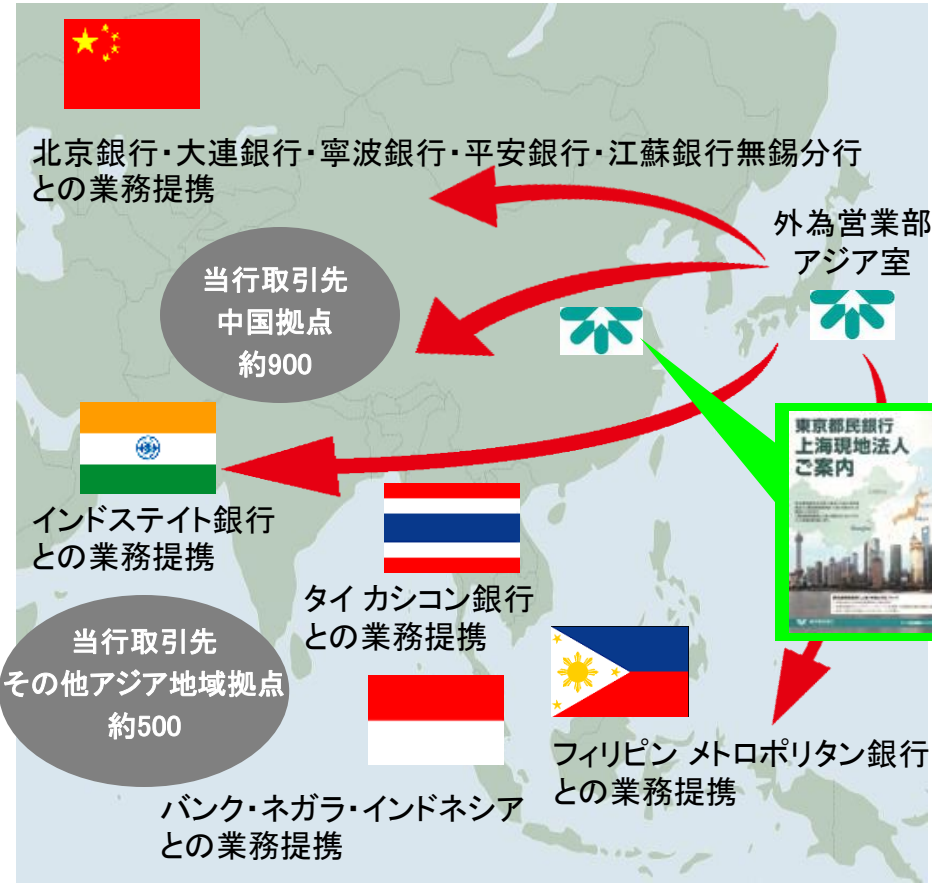 北京銀行・大連銀行・寧波銀行・平安銀行・江蘇銀行無錫分行
との業務提携
外為営業部
アジア室
当行取引先
中国拠点
約900
東京都民銀行
上海現地法人
ご案内
インドステイト銀行
との業務提携
タイ カシコン銀行
との業務提携
当行取引先
その他アジア地域拠点
約500
フィリピン メトロポリタン銀行
との業務提携
バンク・ネガラ・インドネシア
との業務提携